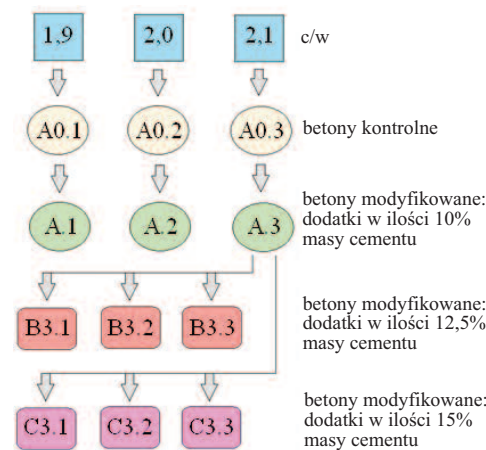 1,9 2,0 2,1 c/w
A0.1 A0.2 A0.3 betony kontrolne
betony modyfikowane:
A.1 A.2 A.3 dodatki w ilości 10%
masy cementu
betony modyfikowane:
B3.1 B3.2 B3.3 dodatki w ilości 12,5%
masy cementu
betony modyfikowane:
C3.1 C3.2 C3.3 dodatki w ilości 15%
masy cementu